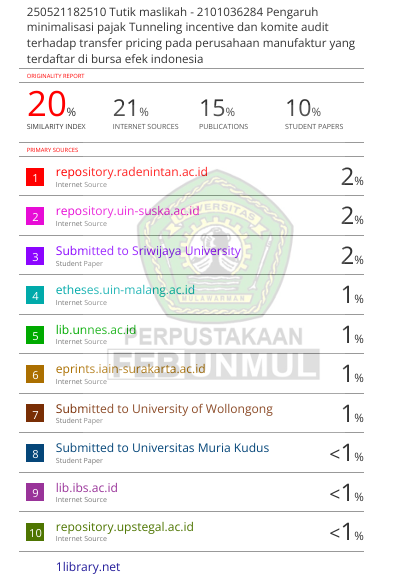 250521182510 Tutik maslikah - 2101036284 Pengaruh
minimalisasi pajak Tunneling incentive dan komite audit
terhadap transfer pricing pada perusahaan manufaktur yang
terdaftar di bursa efek indonesia
ORIGINALITY REPORT
20%
SIMILARITY INDEX
21%
INTERNET SOURCES
15%
PUBLICATIONS
10%
STUDENT PAPERS
PRIMARY SOURCES
1 repository.radenintan.ac.id 2%
Internet Source
2 repository.uin-suska.ac.id 2%
Internet Source
3 Submitted to Sriwijaya University 2%
Student Paper
4 etheses.uin-malang.ac.id 1%
Internet Source
5 lib.unnes.ac.id 1%
Internet Source
6 eprints.iain-surakarta.ac.id 1%
Internet Source
7 Submitted to University of Wollongong 1%
Student Paper
8 Submitted to Universitas Muria Kudus <1%
Student Paper
9 lib.ibs.ac.id <1%
Internet Source
10 repository.upstegal.ac.id <1%
Internet Source
1library.net
UNIVERSITAS
MULAWARMAN
PERPUSTAKAAN
FEB UNMUL